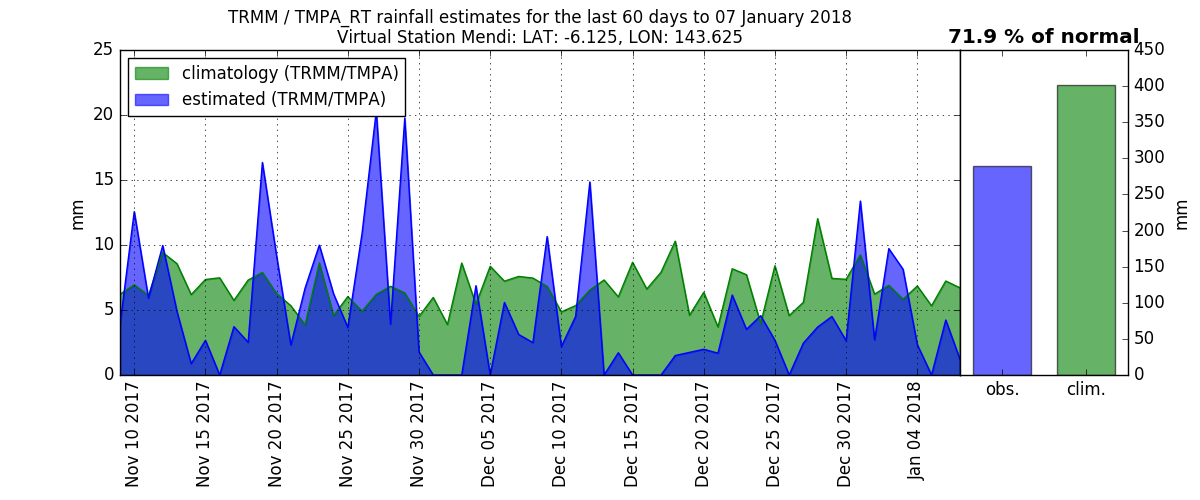 TRMM / TMPA_RT rainfall estimates for the last 60 days to 07 January 2018
Virtual Station Mendi: LAT: -6.125, LON: 143.625
71.9 % of normal
climatology (TRMM/TMPA)
estimated (TRMM/TMPA)
25
20
15
10
5
0
mm
Nov 10 2017
Nov 15 2017
Nov 20 2017
Nov 25 2017
Nov 30 2017
Dec 05 2017
Dec 10 2017
Dec 15 2017
Dec 20 2017
Dec 25 2017
Dec 30 2017
Jan 04 2018
obs.
clim.
450
400
350
300
250
200
150
100
50
0
mm